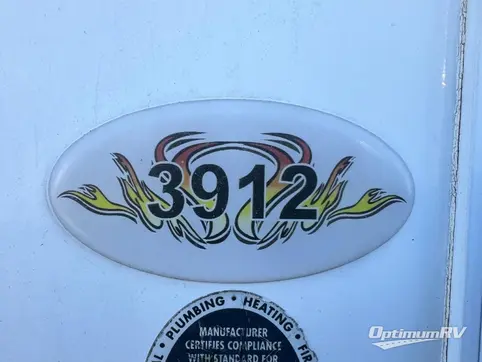 3912
• PLUMBING • HEATING •
MANUFACTURER
CERTIFIES COMPLIANCE
WITH STANDARD FOR
OptimumRV